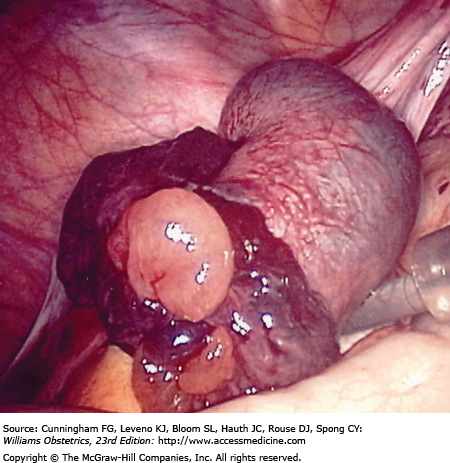 Source: Cunningham FG, Leveno KJ, Bloom SL, Hauth JC, Rouse DJ, Spong CY:
Williams Obstetrics, 23rd Edition: http://www.accessmedicine.com
Copyright © The McGraw-Hill Companies, Inc. All rights reserved.